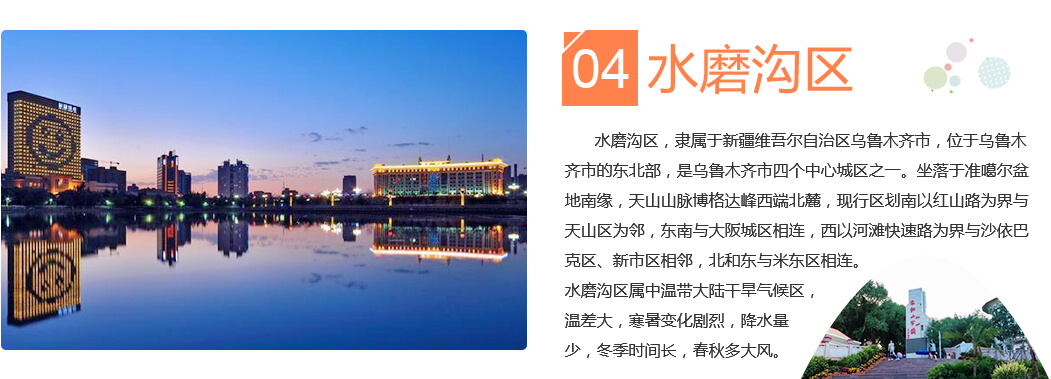 04 水磨沟区
水磨沟区，隶属于新疆维吾尔自治区乌鲁木齐市，位于乌鲁木
齐市的东北部，是乌鲁木齐市四个中心城区之一。坐落于准噶尔盆
地南缘，天山山脉博格达峰西端北麓，现行区划南以红山路为界与
天山区为邻，东南与大阪城区相连，西以河滩快速路为界与沙依巴
克区、新市区相邻，北和东与米东区相连。
水磨沟区属中温带大陆干旱气候区，
温差大，寒暑变化剧烈，降水量
少，冬季时间长，春秋多大风。